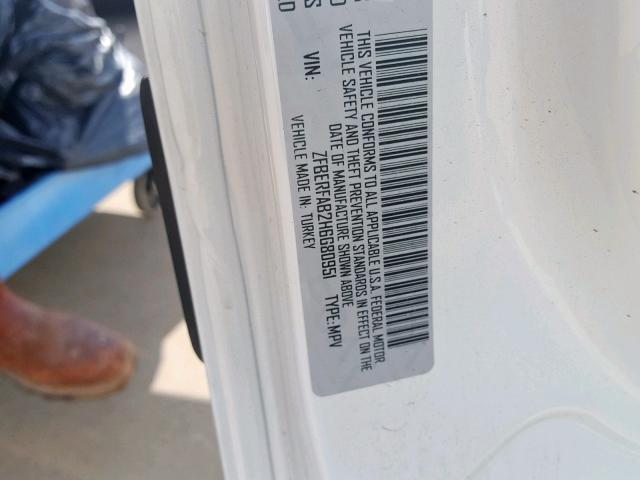 THIS VEHICLE CONFORMS TO ALL APPLICABLE U.S.A. FEDERAL MOTOR
VEHICLE SAFETY AND THEFT PREVENTION STANDARDS IN EFFECT ON THE
DATE OF MANUFACTURE SHOWN ABOVE
VIN: ZFBERFAB2H6G80951 TYPE: MPV
VEHICLE MADE IN: TURKEY